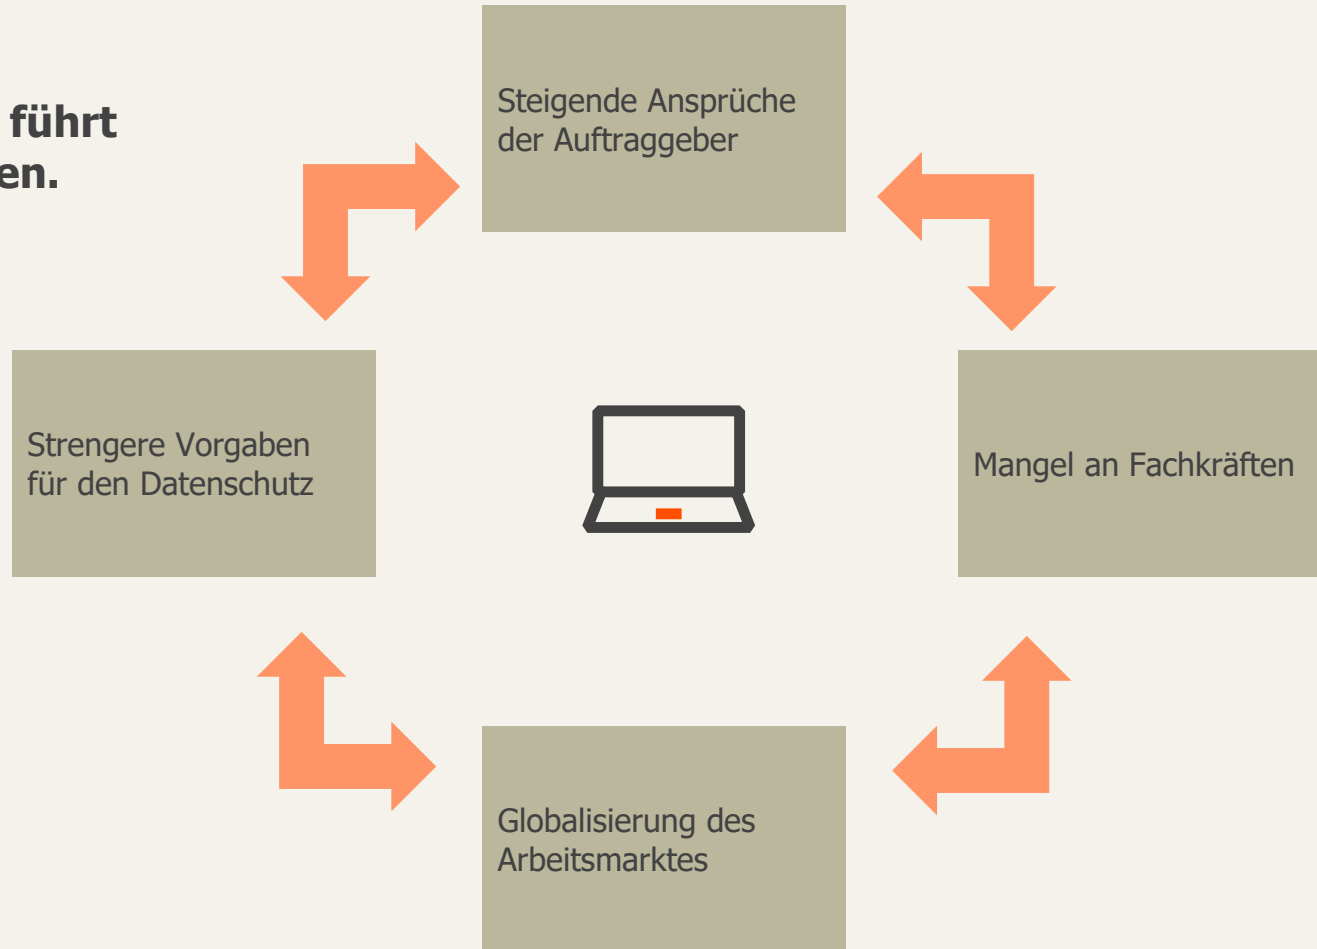 führt
en.
Steigende Ansprüche
der Auftraggeber
Strengere Vorgaben
für den Datenschutz
Mangel an Fachkräften
Globalisierung des
Arbeitsmarktes